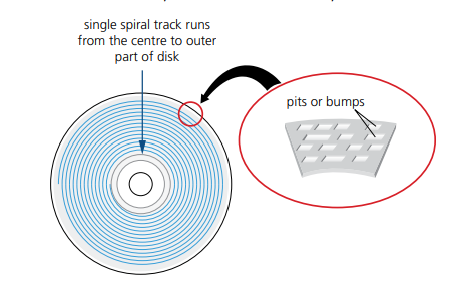 single spiral track runs
from the centre to outer
part of disk
pits or bumps